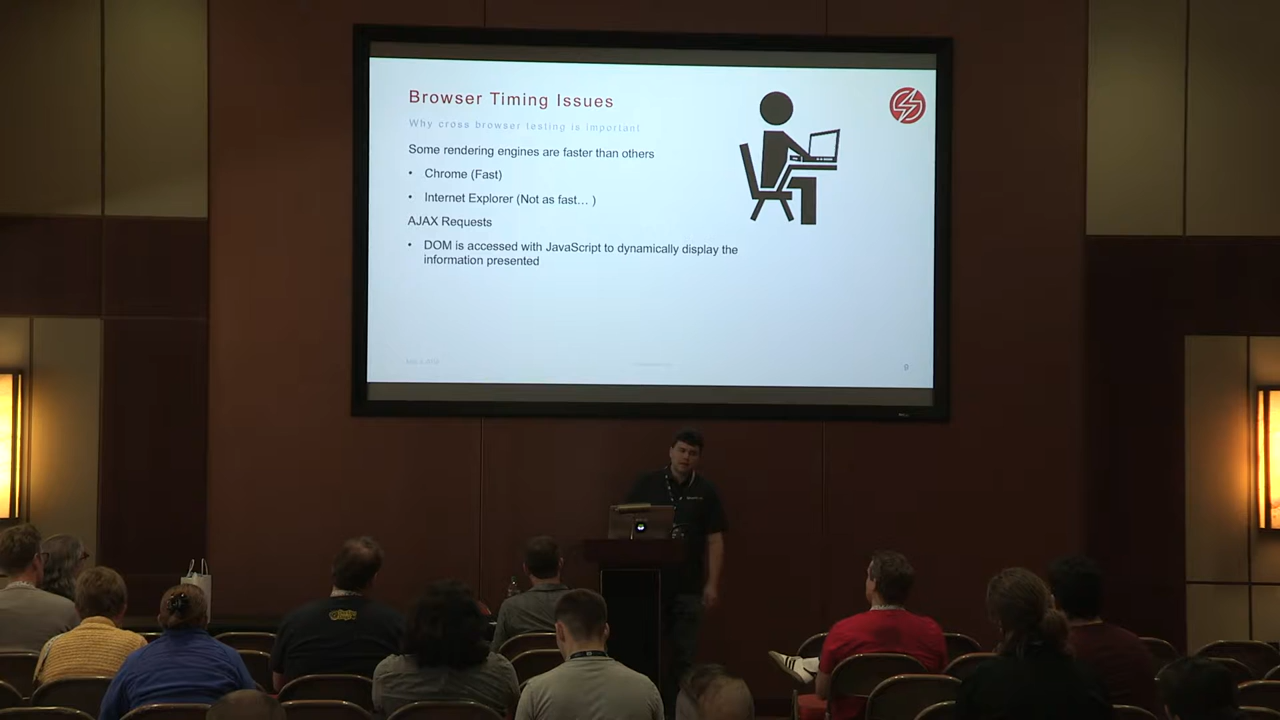 Browser Timing Issues
Why cross browser testing is important
Some rendering engines are faster than others
• Chrome (Fast)
• Internet Explorer (Not as fast… )
AJAX Requests
• DOM is accessed with JavaScript to dynamically display the
information presented
9